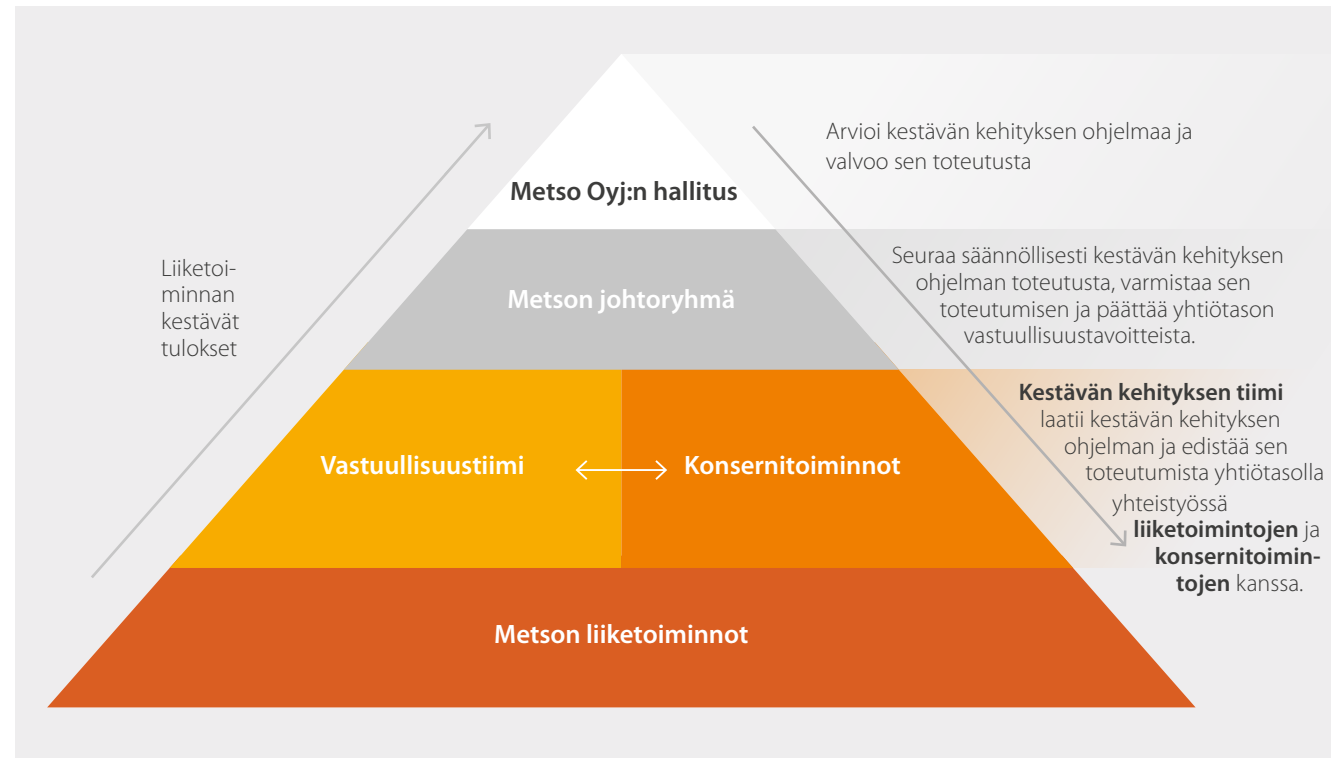 Arvioi kestävän kehityksen ohjelmaa ja
valvoo sen toteutusta
Metso Oyj:n hallitus
Liiketoi-
minnan
kestävät
tulokset
Seuraa säännöllisesti kestävän kehityksen
ohjelman toteutusta, varmistaa sen
toteutumisen ja päättää yhtiötason
vastuullisuustavoitteista.
Metson johtoryhmä
Kestävän kehityksen tiimi
laatii kestävän kehityksen
ohjelman ja edistää sen
toteutumista yhtiötasolla
yhteistyössä
liiketoimintojen ja
konsernitoimin-
tojen kanssa.
Vastuullisuustiimi
Konsernitoiminnot
Metson liiketoiminnot